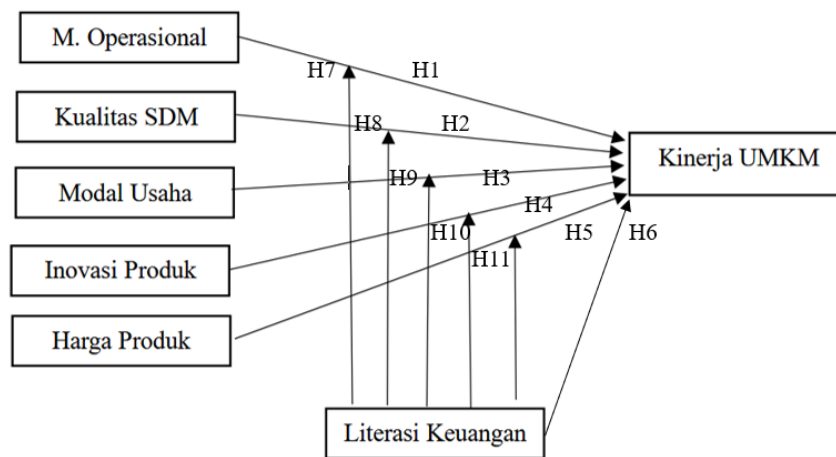 M. Operasional
H7
H1
Kualitas SDM
H8
H2
Kinerja UMKM
Modal Usaha
H9
H3
H4
Inovasi Produk
H10
H5
H6
H11
Harga Produk
Literasi Keuangan